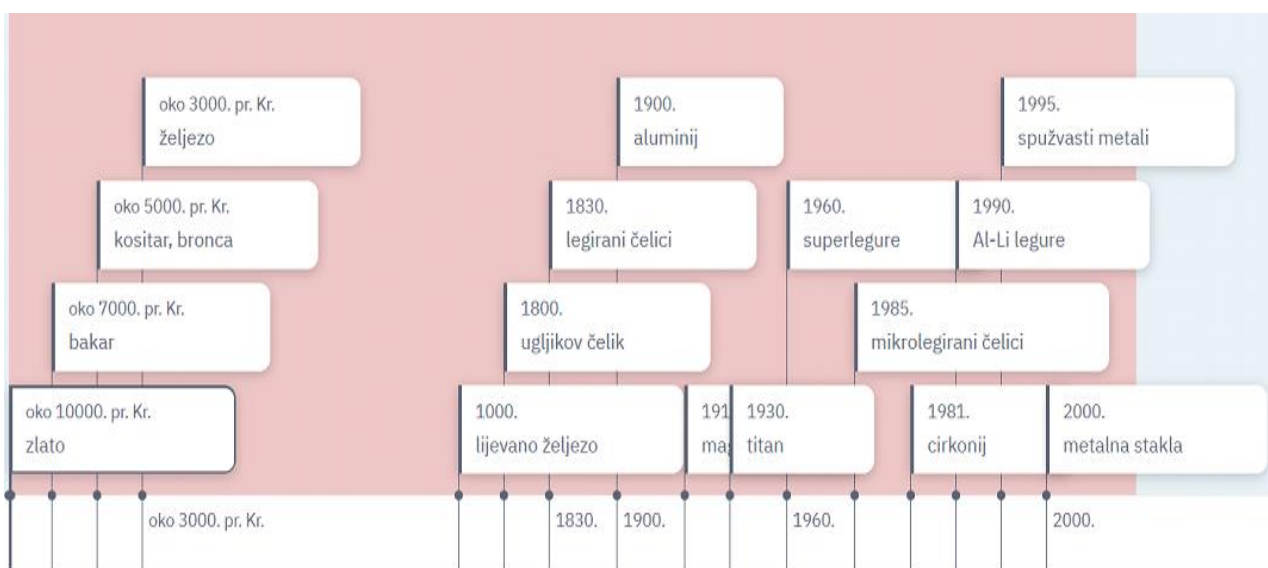 oko 3000. pr. Kr.
željezo
1900.
aluminij
1995.
spužvasti metali
oko 5000. pr. Kr.
kositar, bronca
1830.
legirani čelici
1960.
superlegure
1990.
Al-Li legure
oko 7000. pr. Kr.
bakar
1800.
ugljikov čelik
1985.
mikrolegirani čelici
oko 10000. pr. Kr.
zlato
1000.
lijevano željezo
1930.
titan
1981.
cirkonij
2000.
metalna stakla
oko 3000. pr. Kr.
1830.
1900.
1960.
2000.